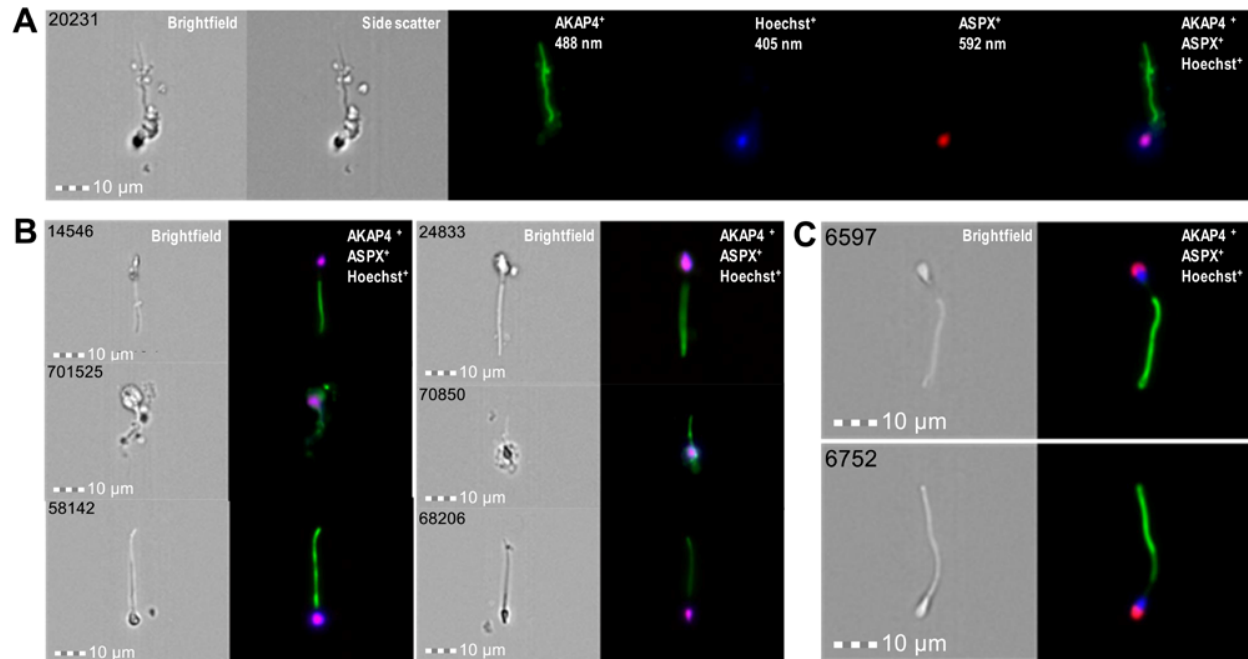 A
20231
Brightfield
Side scatter
AKAP4⁺
488 nm
Hoechst⁺
405 nm
ASPX⁺
592 nm
AKAP4⁺
ASPX⁺
Hoechst⁺
10 µm
10 µm
B
14546
Brightfield
AKAP4 ⁺
ASPX⁺
Hoechst⁺
10 µm
24833
Brightfield
AKAP4 ⁺
ASPX⁺
Hoechst⁺
10 µm
701525
10 µm
70850
10 µm
58142
10 µm
68206
10 µm
C
6597
Brightfield
AKAP4 ⁺
ASPX⁺
Hoechst⁺
10 µm
6752
10 µm